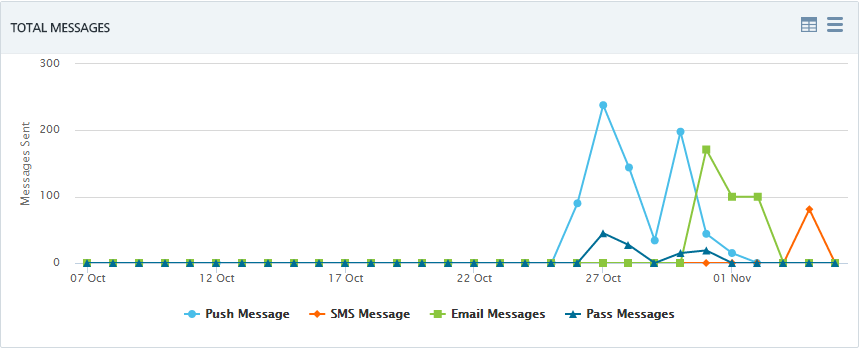 TOTAL MESSAGES
300
200
100
0
Messages Sent
07 Oct 12 Oct 17 Oct 22 Oct 27 Oct 01 Nov
Push Message SMS Message Email Messages Pass Messages